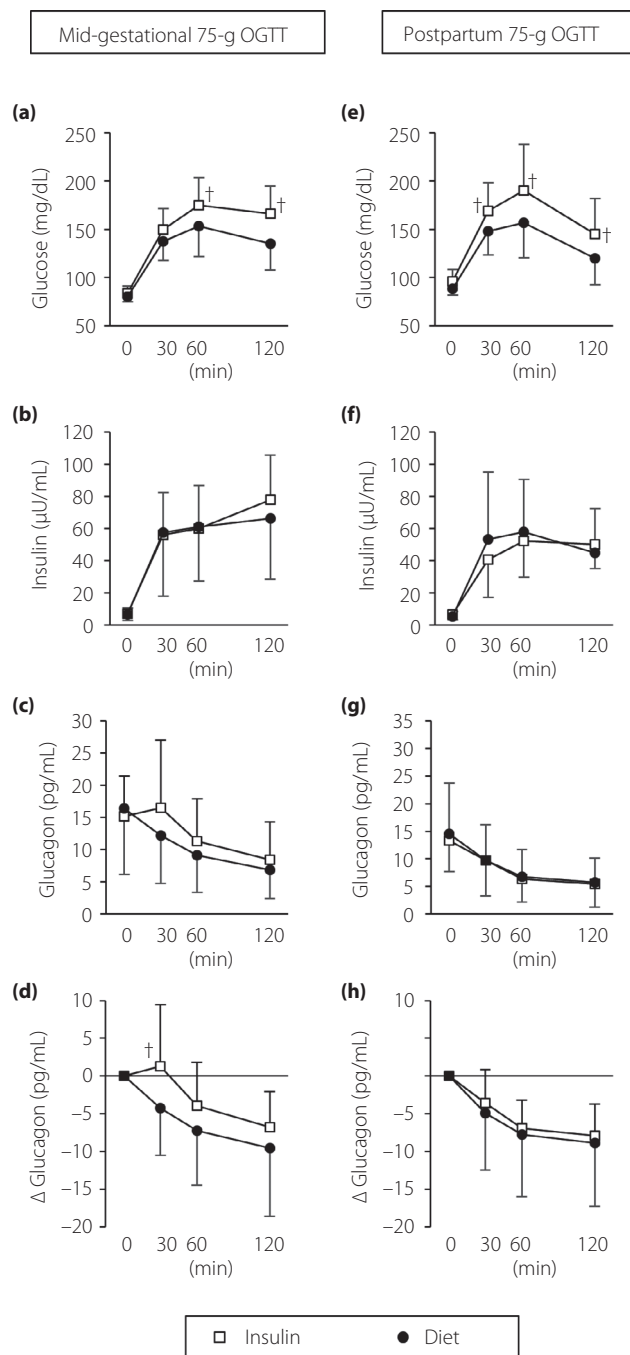 Mid-gestational 75-g OGTT
Postpartum 75-g OGTT
(a)
Glucose (mg/dL)
250
200
150
100
50
†
†
0 30 60 120
(min)
(e)
Glucose (mg/dL)
250
200
150
100
50
†
†
†
0 30 60 120
(min)
(b)
Insulin (μU/mL)
120
100
80
60
40
20
0
0 30 60 120
(min)
(f)
Insulin (μU/mL)
120
100
80
60
40
20
0
0 30 60 120
(min)
(c)
Glucagon (pg/mL)
30
25
20
15
10
5
0
0 30 60 120
(min)
(g)
Glucagon (pg/mL)
35
30
25
20
15
10
5
0
0 30 60 120
(min)
(d)
Δ Glucagon (pg/mL)
10
5
0
–5
–10
–15
–20
†
0 30 60 120
(min)
(h)
Δ Glucagon (pg/mL)
10
5
0
–5
–10
–15
–20
0 30 60 120
(min)
Insulin Diet